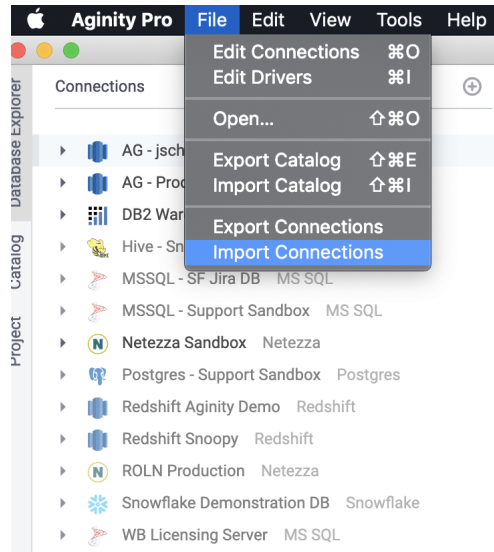 Aginity Pro File Edit View Tools Help
Edit Connections ⌘O
Edit Drivers ⌘I
Open... ⇧⌘O
Export Catalog ⇧⌘E
Import Catalog ⇧⌘I
Export Connections
Import Connections
Database Explorer
Catalog
Project
Connections
AG - jsch
AG - Proc
DB2 War
Hive - Sn
MSSQL - SF Jira DB MS SQL
MSSQL - Support Sandbox MS SQL
Netezza Sandbox Netezza
Postgres - Support Sandbox Postgres
Redshift Aginity Demo Redshift
Redshift Snoopy Redshift
ROLN Production Netezza
Snowflake Demonstration DB Snowflake
WB Licensing Server MS SQL